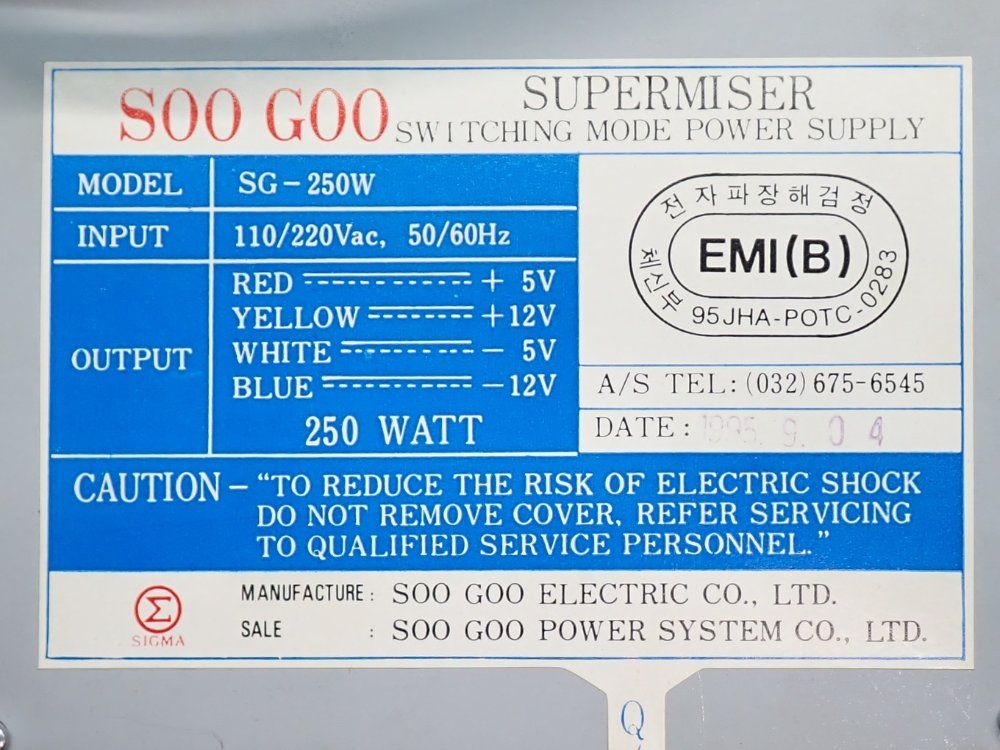 SOO GOO
SUPERMISER
SWITCHING MODE POWER SUPPLY
MODEL SG-250W
INPUT 110/220Vac, 50/60Hz
OUTPUT
RED + 5V
YELLOW +12V
WHITE - 5V
BLUE -12V
250 WATT
전자파장해검정
EMI(B)
체신부 95JHA-POTC-0283
A/S TEL:(032)675-6545
DATE: 1995. 9. 04
CAUTION - “TO REDUCE THE RISK OF ELECTRIC SHOCK
DO NOT REMOVE COVER, REFER SERVICING
TO QUALIFIED SERVICE PERSONNEL.”
Σ
SIGMA
MANUFACTURE : SOO GOO ELECTRIC CO., LTD.
SALE : SOO GOO POWER SYSTEM CO., LTD.
Q